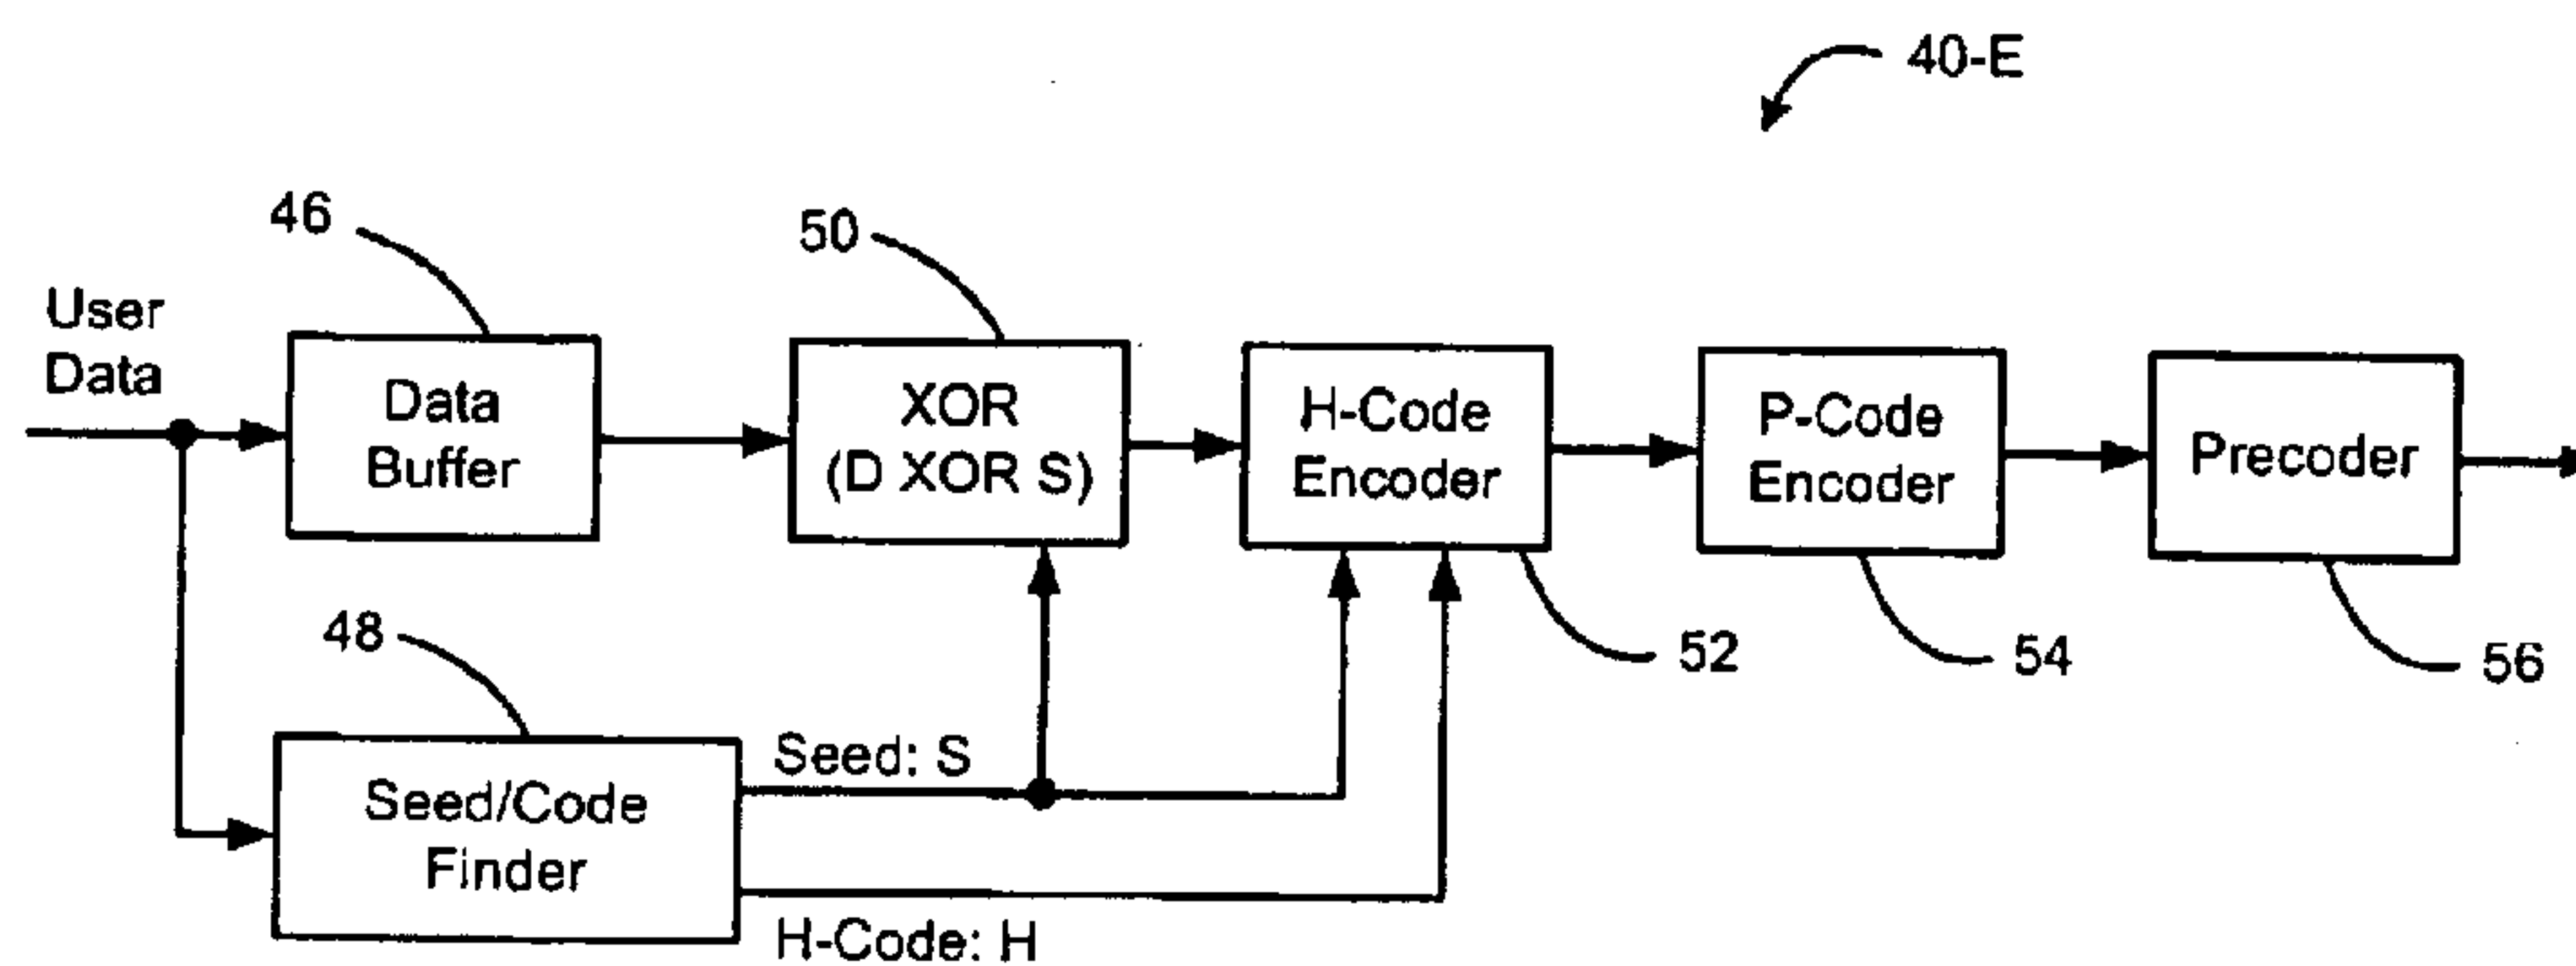 40-E
46
50
User
Data
Data
Buffer
XOR
(D XOR S)
H-Code
Encoder
P-Code
Encoder
Precoder
48
52
54
56
Seed: S
Seed/Code
Finder
H-Code: H